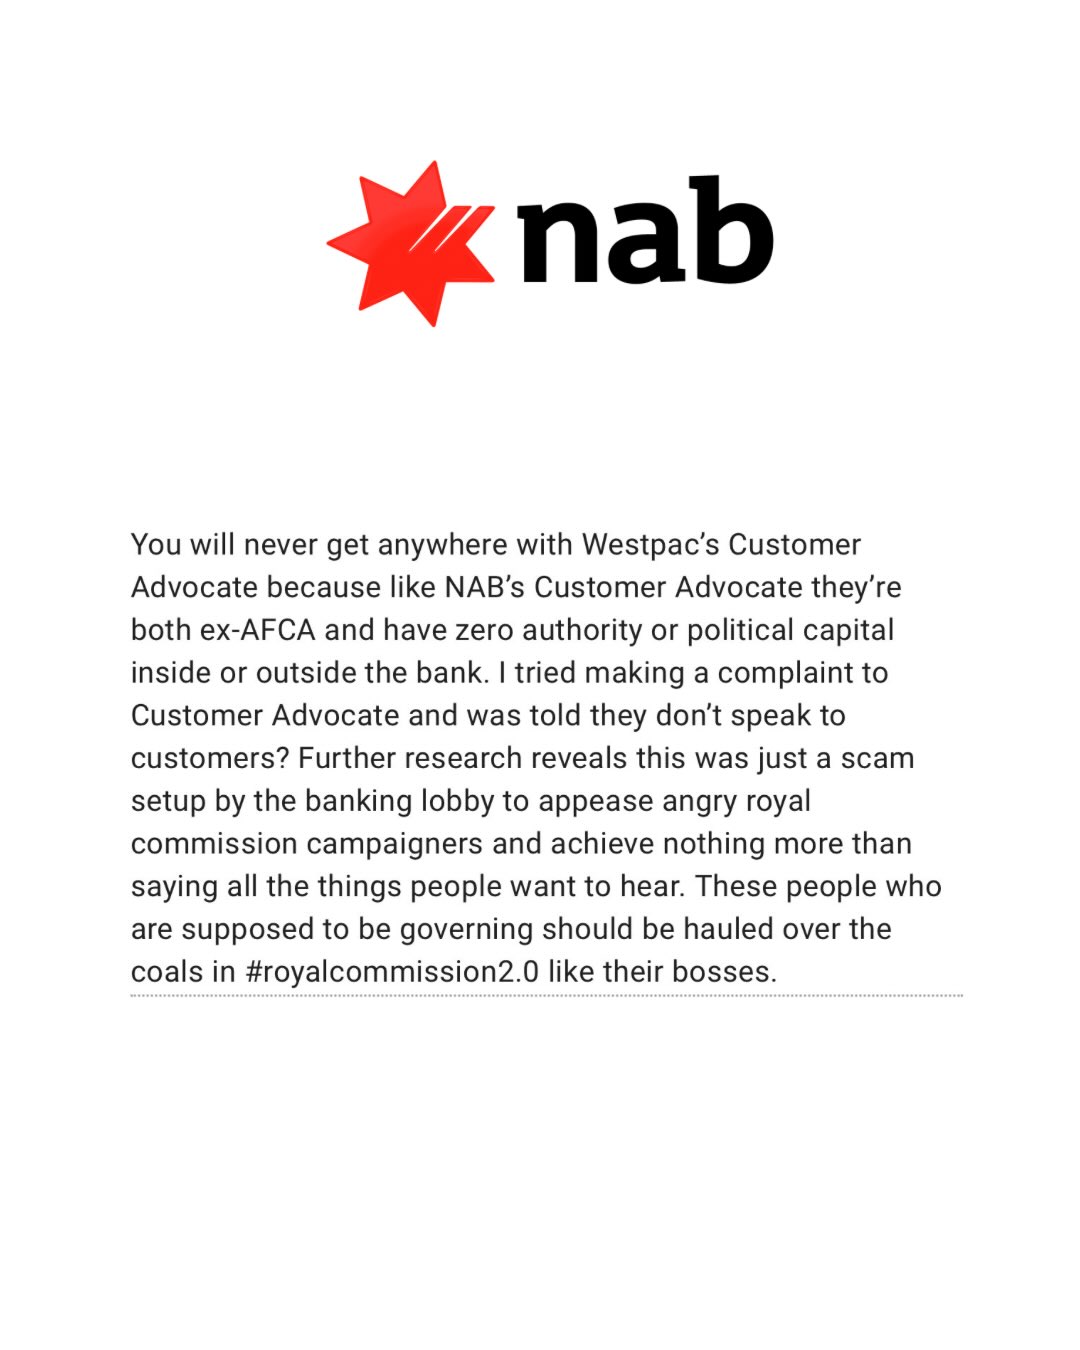 nab
You will never get anywhere with Westpac’s Customer
Advocate because like NAB’s Customer Advocate they’re
both ex-AFCA and have zero authority or political capital
inside or outside the bank. I tried making a complaint to
Customer Advocate and was told they don’t speak to
customers? Further research reveals this was just a scam
setup by the banking lobby to appease angry royal
commission campaigners and achieve nothing more than
saying all the things people want to hear. These people who
are supposed to be governing should be hauled over the
coals in #royalcommission2.0 like their bosses.